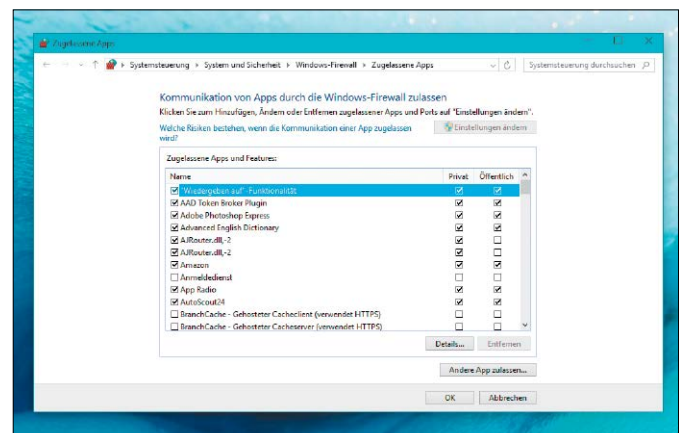 Zugelassene Apps
Systemsteuerung › System und Sicherheit › Windows-Firewall › Zugelassene Apps
Systemsteuerung durchsuchen
Kommunikation von Apps durch die Windows-Firewall zulassen
Klicken Sie zum Hinzufügen, Ändern oder Entfernen zugelassener Apps und Ports auf "Einstellungen ändern".
Welche Risiken bestehen, wenn die Kommunikation einer App zugelassen
wird?
Einstellungen ändern
Zugelassene Apps und Features:
Name Privat Öffentlich
"Wiedergeben auf"-Funktionalität
AAD Token Broker Plugin
Adobe Photoshop Express
Advanced English Dictionary
AJRouter.dll,-2
AJRouter.dll,-2
Amazon
Anmeldedienst
App Radio
AutoScout24
BranchCache - Gehosteter Cacheclient (verwendet HTTPS)
BranchCache - Gehosteter Cacheserver (verwendet HTTPS)
Details... Entfernen
Andere App zulassen...
OK Abbrechen